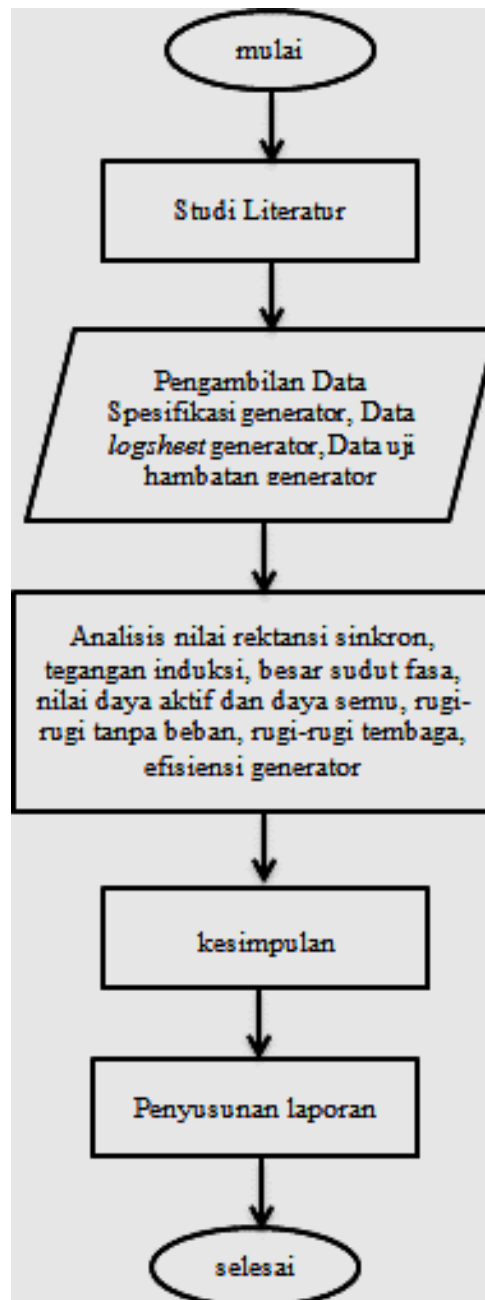 mulai
Studi Literatur
Pengambilan Data
Spesifikasi generator, Data
logsheet generator, Data uji
hambatan generator
Analisis nilai rektansi sinkron,
tegangan induksi, besar sudut fasa,
nilai daya aktif dan daya semu, rugi-
rugi tanpa beban, rugi-rugi tembaga,
efisiensi generator
kesimpulan
Penyusunan laporan
selesai